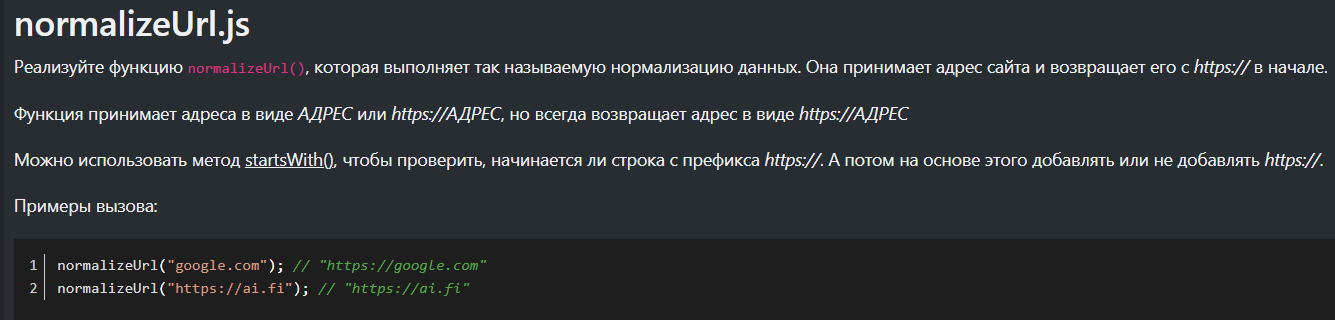 normalizeUrl.js
Реализуйте функцию normalizeUrl(), которая выполняет так называемую нормализацию данных. Она принимает адрес сайта и возвращает его с https:// в начале.
Функция принимает адреса в виде АДРЕС или https://АДРЕС, но всегда возвращает адрес в виде https://АДРЕС
Можно использовать метод startsWith(), чтобы проверить, начинается ли строка с префикса https://. А потом на основе этого добавлять или не добавлять https://.
Примеры вызова:
1 normalizeUrl("google.com"); // "https://google.com"
2 normalizeUrl("https://ai.fi"); // "https://ai.fi"